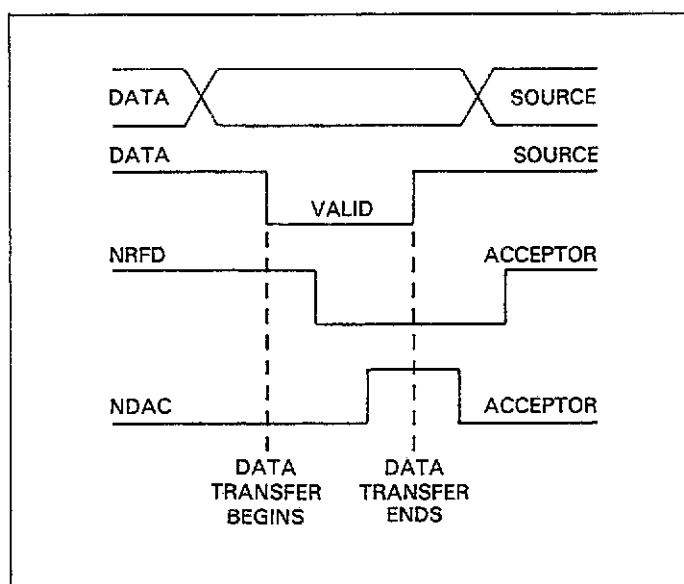 DATA SOURCE
DATA SOURCE
VALID
NRFD ACCEPTOR
NDAC ACCEPTOR
DATA TRANSFER BEGINS
DATA TRANSFER ENDS